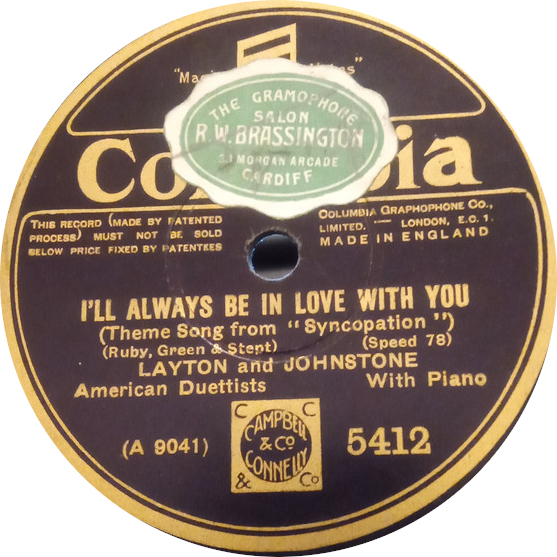 "Magic Notes"
THE GRAMOPHONE
SALON
R.W. BRASSINGTON
MORGAN ARCADE
CARDIFF
Columbia
THIS RECORD (MADE BY PATENTED
PROCESS) MUST NOT BE SOLD
BELOW PRICE FIXED BY PATENTEES
COLUMBIA GRAPHOPHONE CO.,
LIMITED. — LONDON, E.C. 1.
MADE IN ENGLAND
I'LL ALWAYS BE IN LOVE WITH YOU
(Theme Song from "Syncopation")
(Ruby, Green & Stept) (Speed 78)
LAYTON and JOHNSTONE
American Duettists With Piano
(A 9041)
C C
CAMPBELL
& Co
CONNELLY
& Co
5412